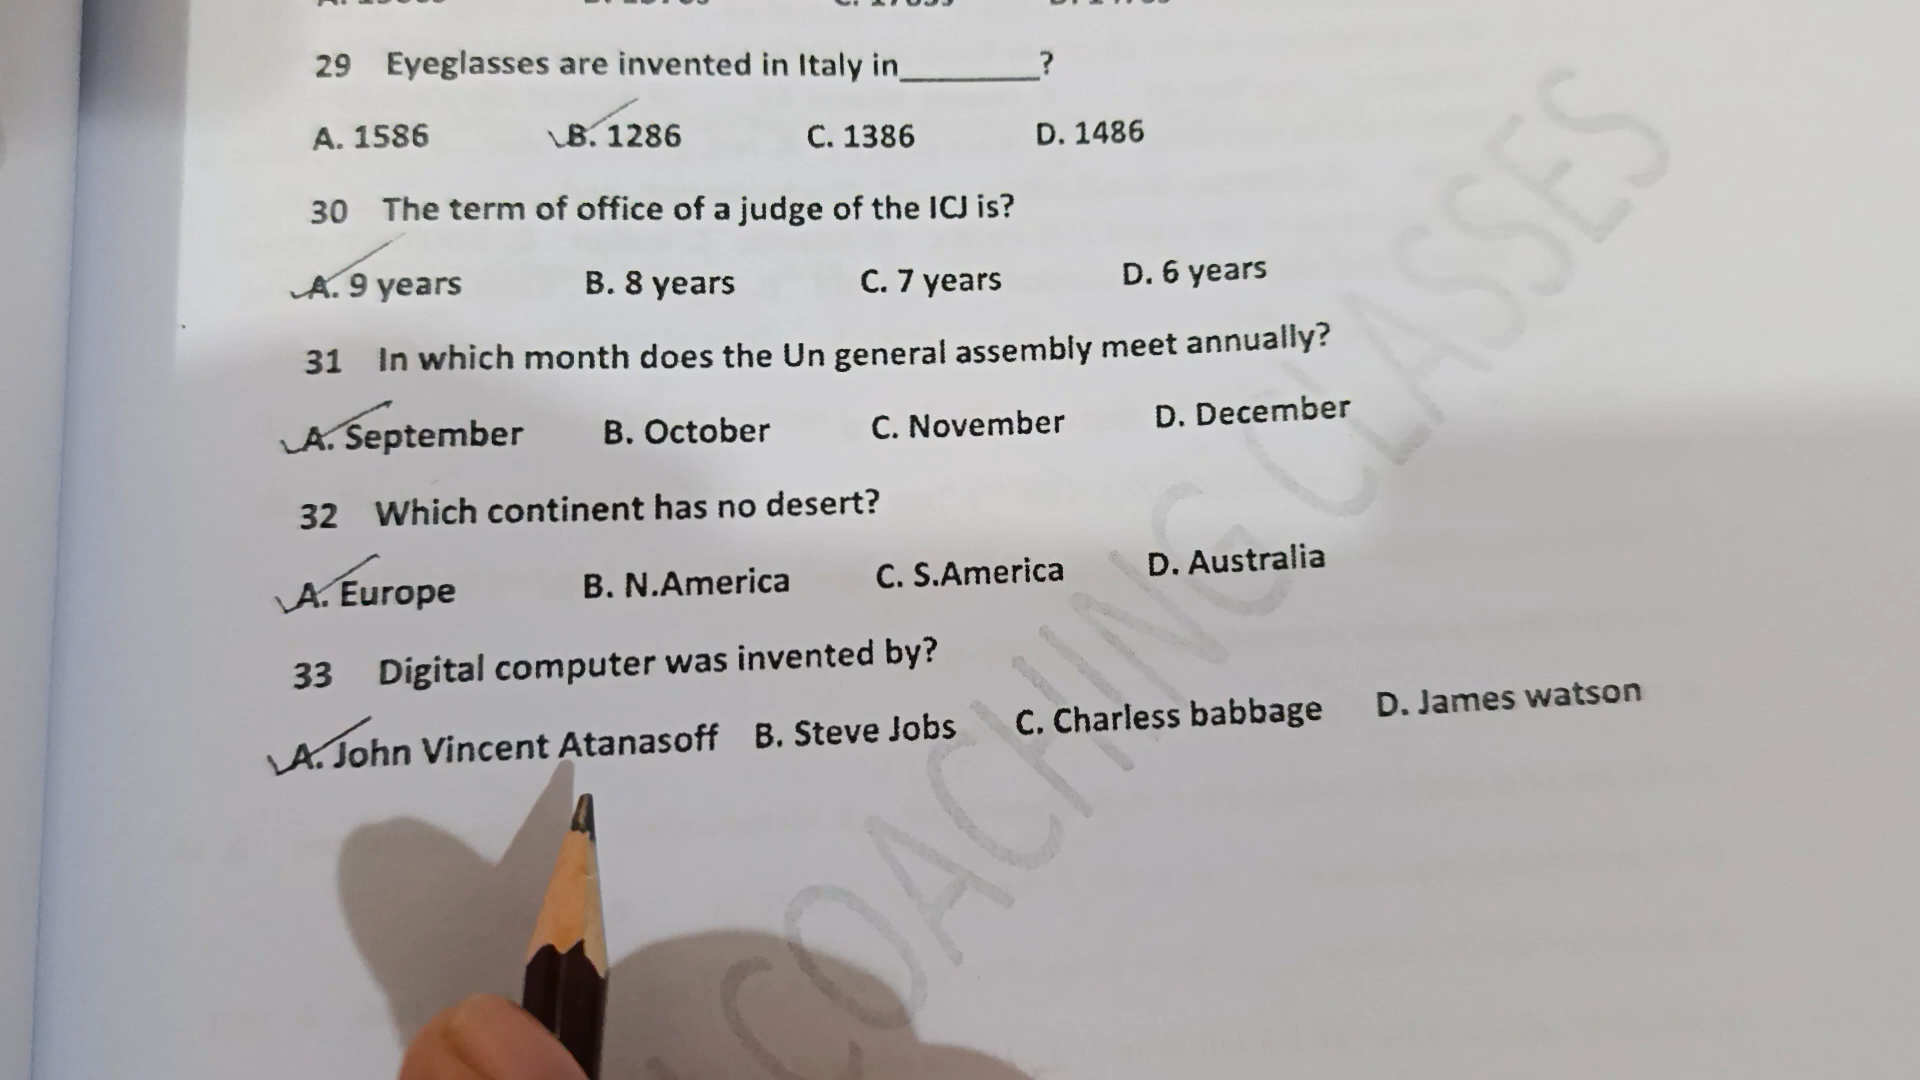 29 Eyeglasses are invented in Italy in________?
A. 1586 B. 1286 C. 1386 D. 1486
30 The term of office of a judge of the ICJ is?
A. 9 years B. 8 years C. 7 years D. 6 years
31 In which month does the Un general assembly meet annually?
A. September B. October C. November D. December
32 Which continent has no desert?
A. Europe B. N.America C. S.America D. Australia
33 Digital computer was invented by?
A. John Vincent Atanasoff B. Steve Jobs C. Charless babbage D. James watson
COACHING CLASSES